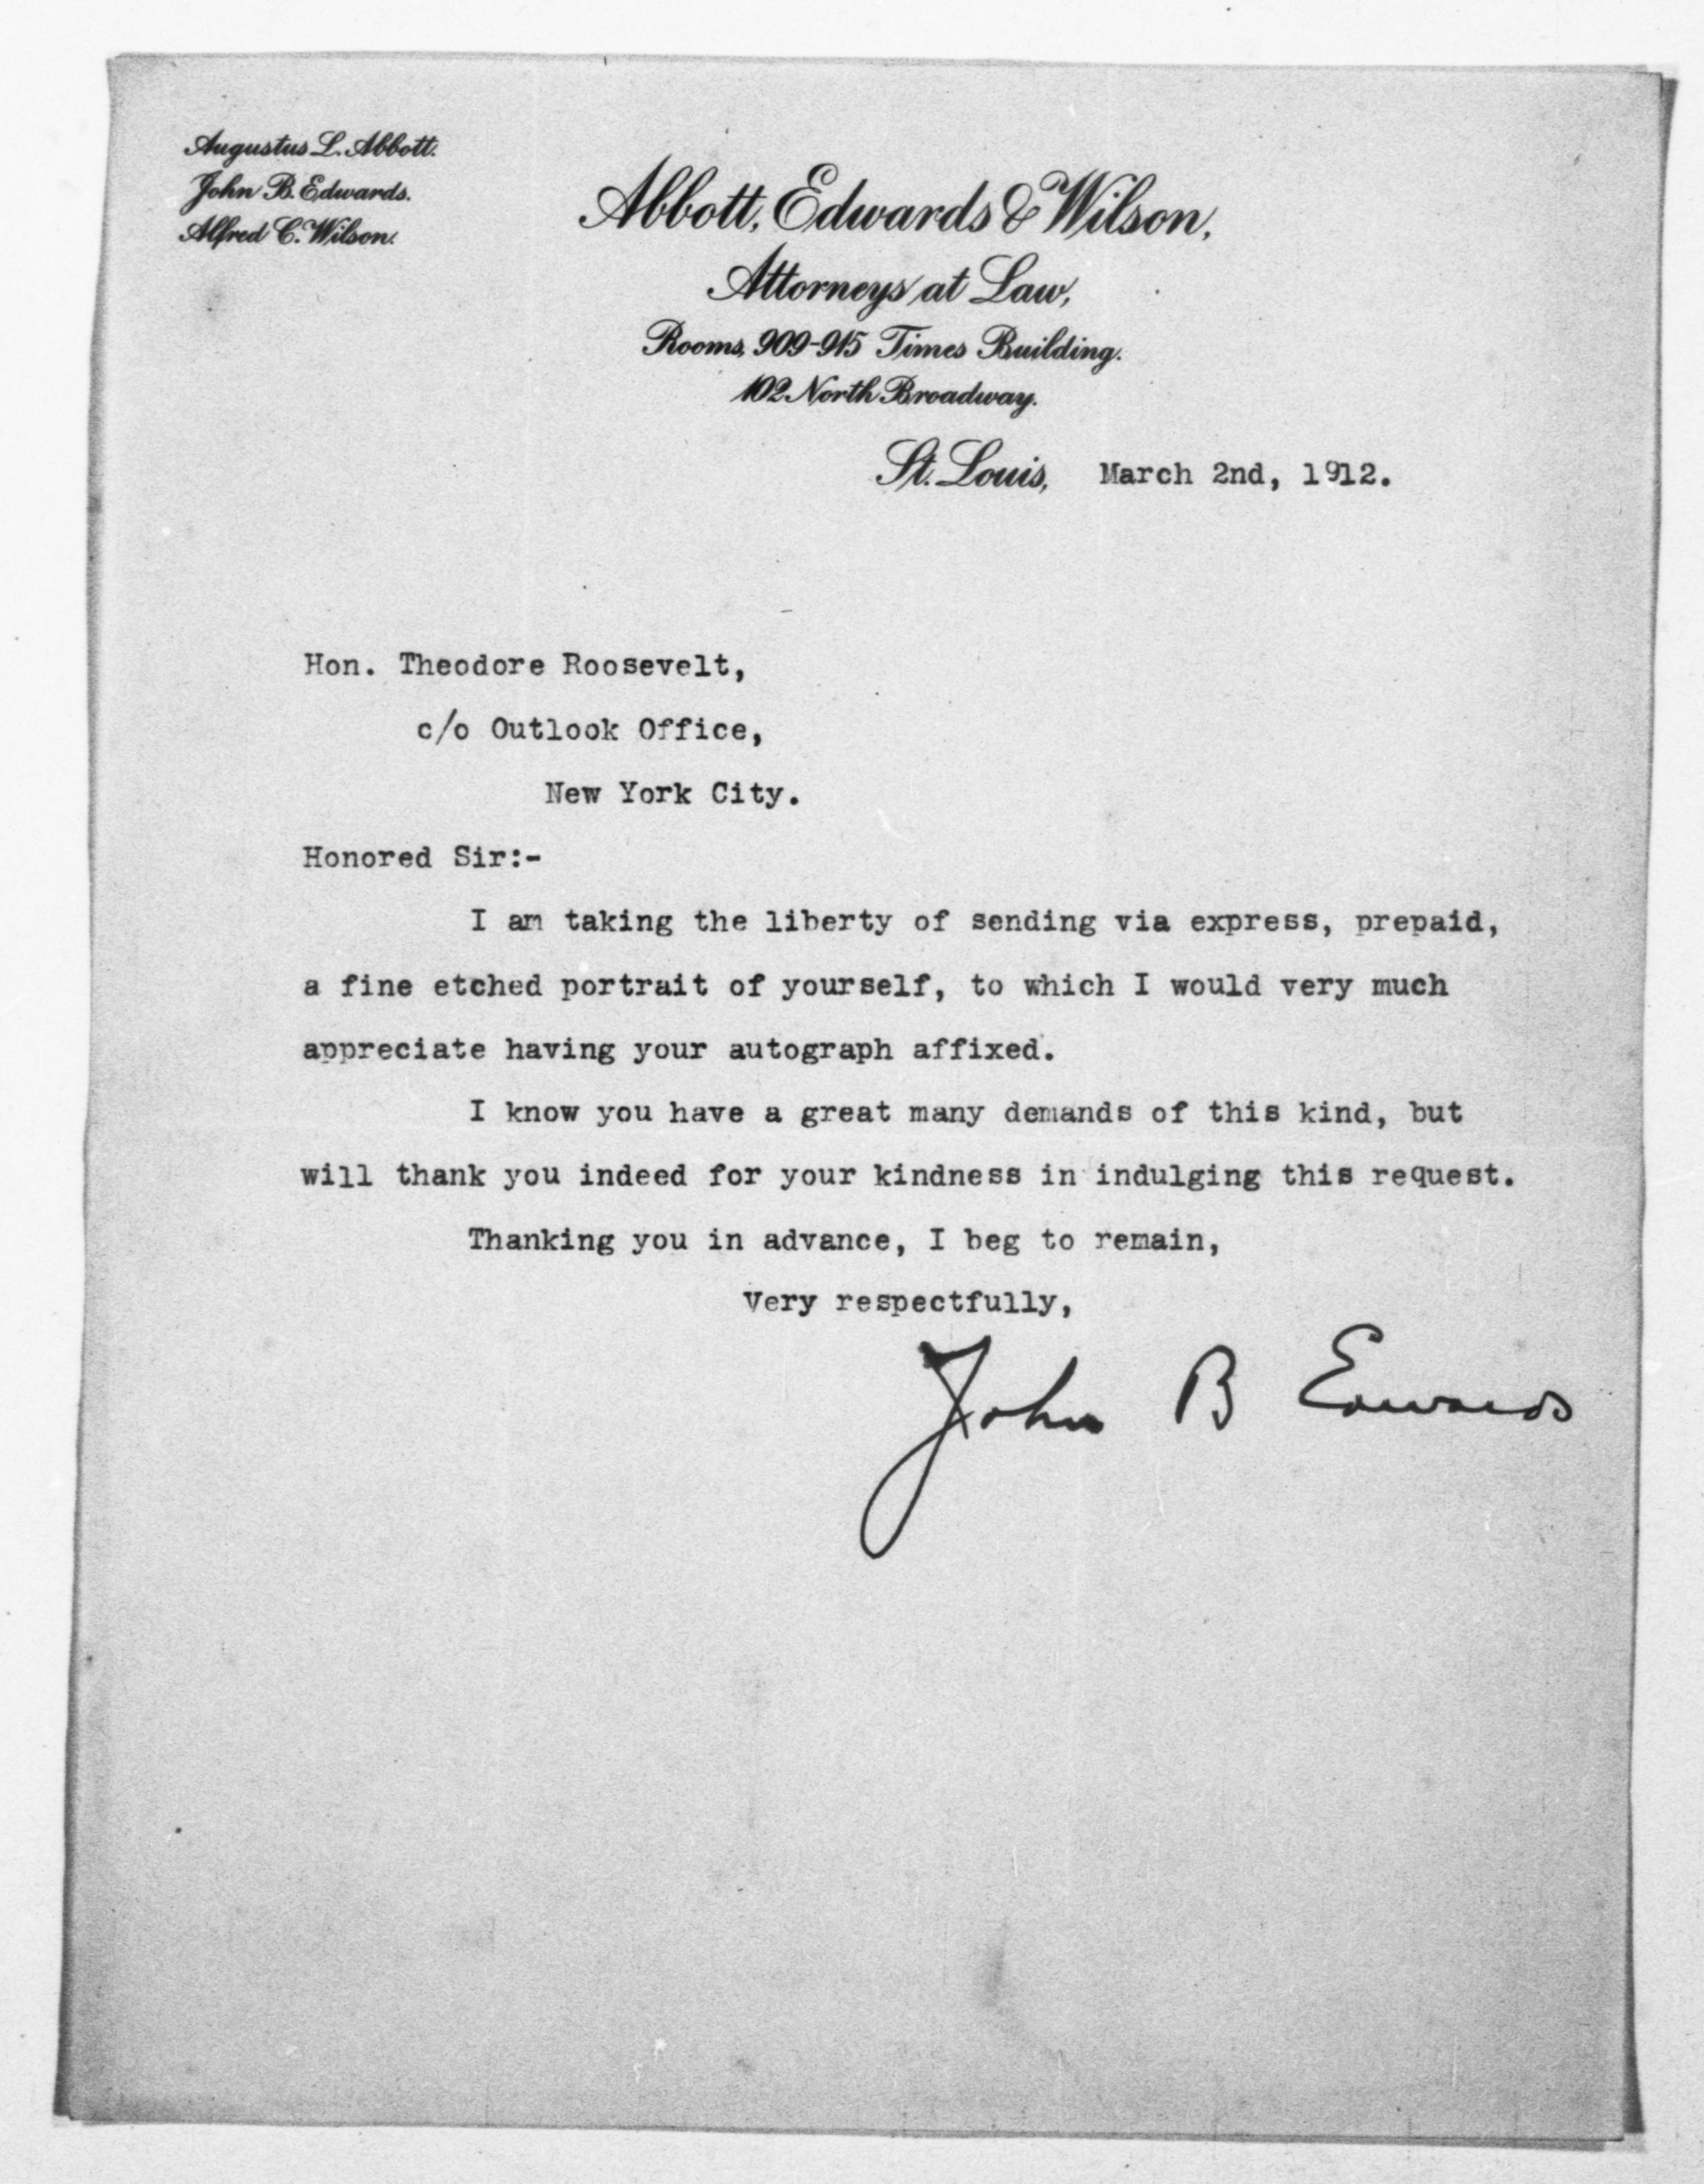 Augustus L. Abbott.
John B. Edwards.
Alfred C. Wilson.
Abbott, Edwards & Wilson,
Attorneys at Law,
Rooms, 909-915 Times Building.
102 North Broadway.
St. Louis, March 2nd, 1912.
Hon. Theodore Roosevelt,
c/o Outlook Office,
New York City.
Honored Sir:-
I am taking the liberty of sending via express, prepaid,
a fine etched portrait of yourself, to which I would very much
appreciate having your autograph affixed.
I know you have a great many demands of this kind, but
will thank you indeed for your kindness in indulging this request.
Thanking you in advance, I beg to remain,
Very respectfully,
John B Edwards